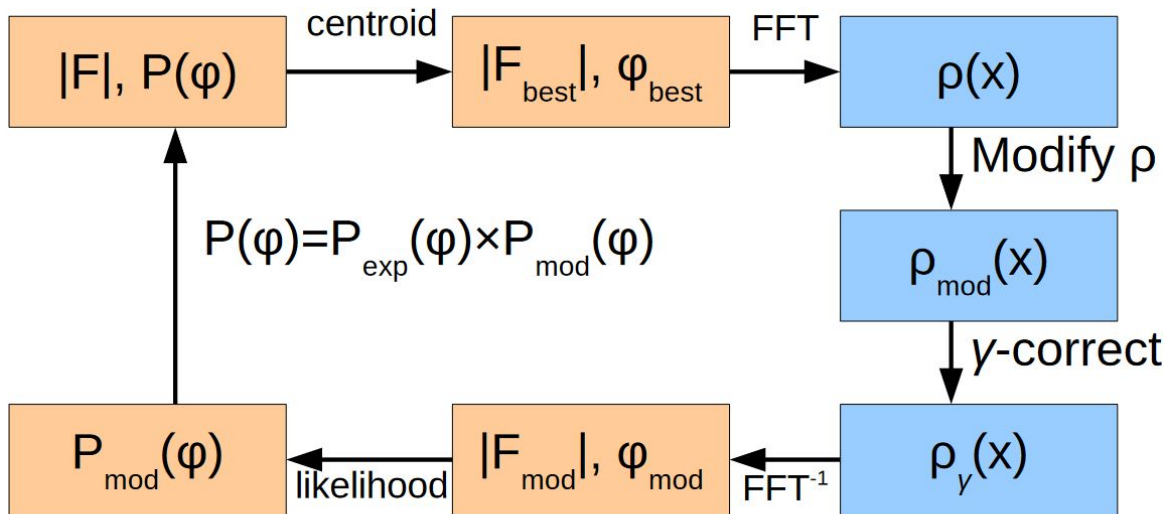 centroid
FFT
|F|, P(φ)
|F_best|, φ_best
ρ(x)
Modify ρ
P(φ)=P_exp(φ)×P_mod(φ)
ρ_mod(x)
γ-correct
P_mod(φ)
|F_mod|, φ_mod
ρ_γ(x)
likelihood
FFT⁻¹